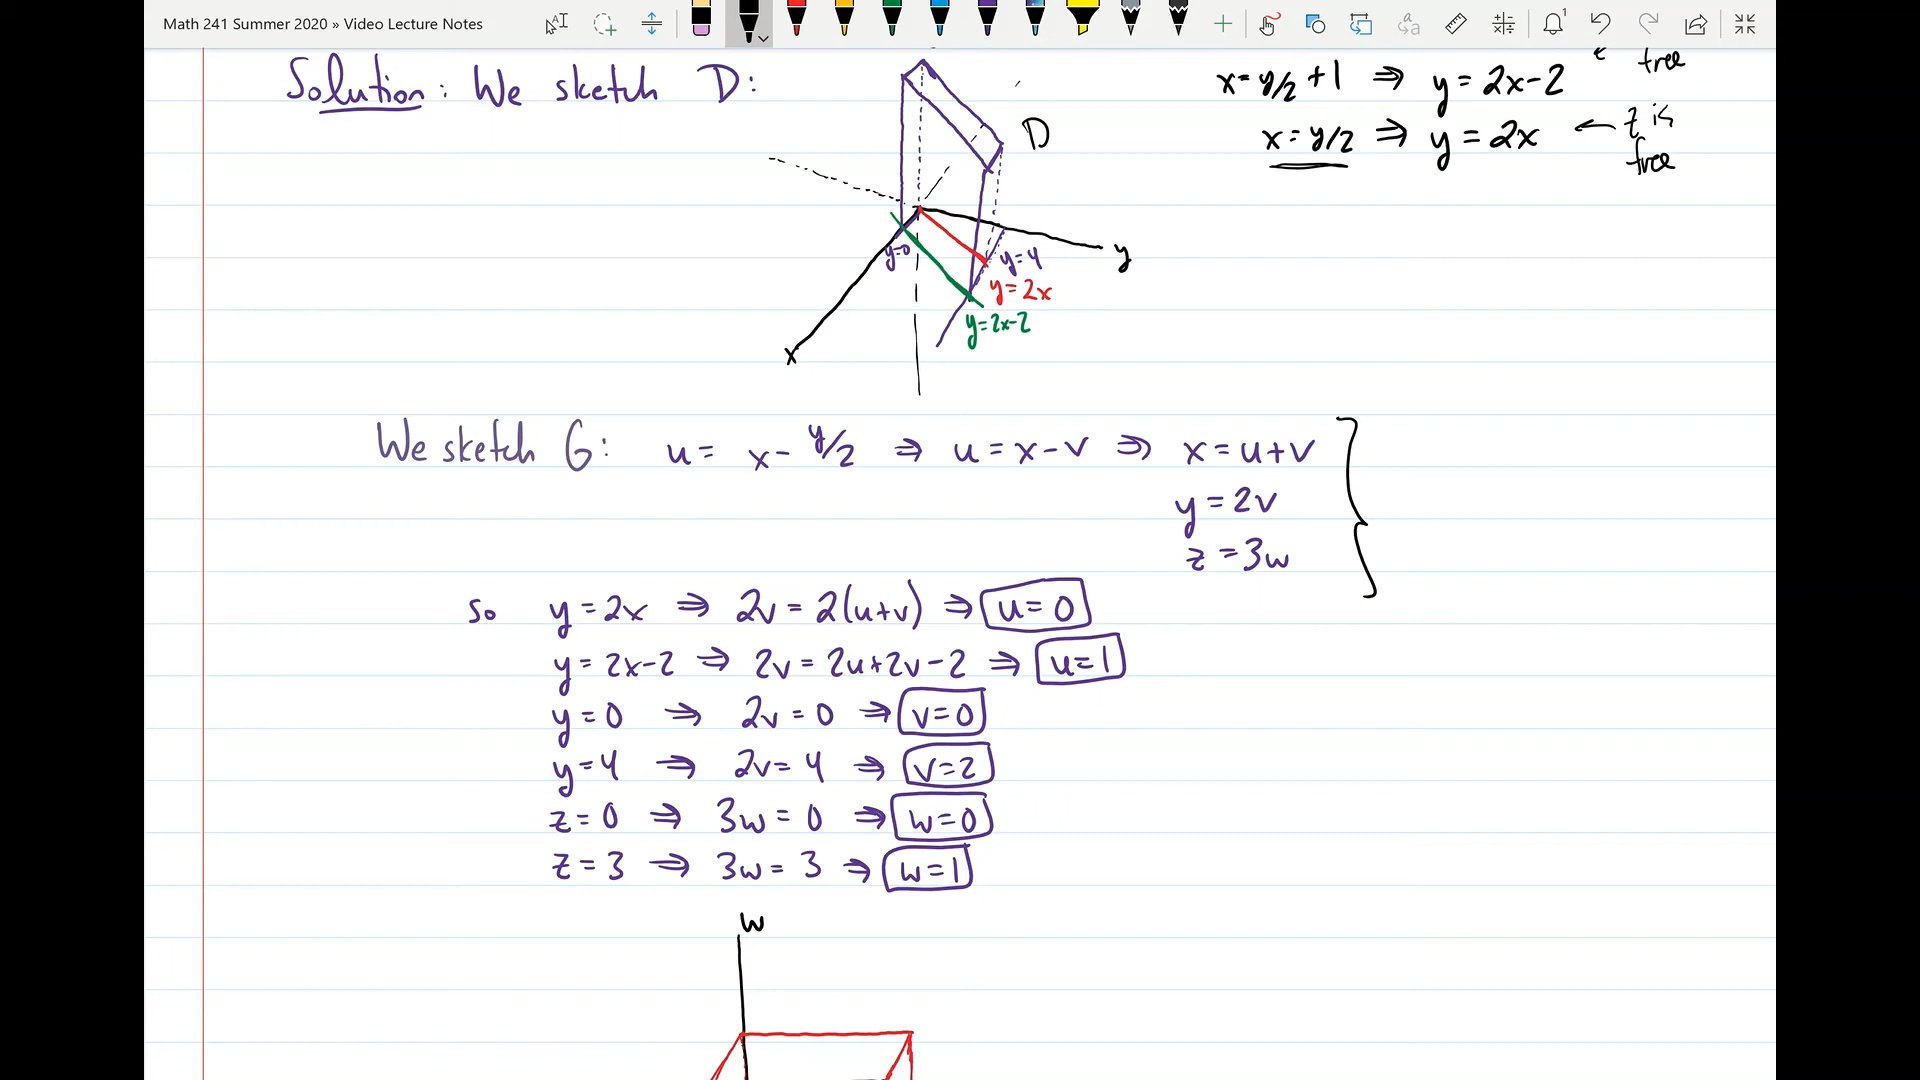 Math 241 Summer 2020 » Video Lecture Notes
free
x = y/2 + 1 ⇒ y = 2x-2
x = y/2 ⇒ y = 2x ← z is free
Solution: We sketch D:
D
y=0
y=4
y
y=2x
y=2x-2
x
We sketch G: u = x - y/2 ⇒ u = x-v ⇒ x = u+v
y = 2v
z = 3w
So y = 2x ⇒ 2v = 2(u+v) ⇒ u=0
y = 2x-2 ⇒ 2v = 2u+2v-2 ⇒ u=1
y=0 ⇒ 2v = 0 ⇒ v=0
y=4 ⇒ 2v = 4 ⇒ v=2
z=0 ⇒ 3w = 0 ⇒ w=0
z=3 ⇒ 3w = 3 ⇒ w=1
w